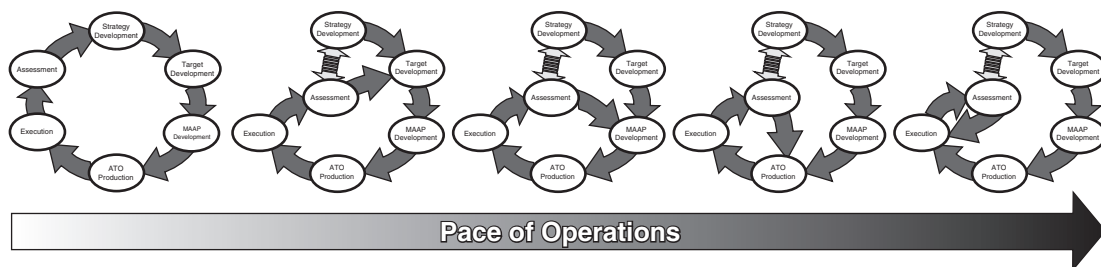 Strategy
Development
Assessment
Target
Development
Execution
MAAP
Development
ATO
Production
Strategy
Development
Target
Development
Assessment
Execution
MAAP
Development
ATO
Production
Strategy
Development
Target
Development
Assessment
Execution
MAAP
Development
ATO
Production
Strategy
Development
Target
Development
Assessment
Execution
MAAP
Development
ATO
Production
Strategy
Development
Target
Development
Assessment
Execution
MAAP
Development
ATO
Production
Pace of Operations